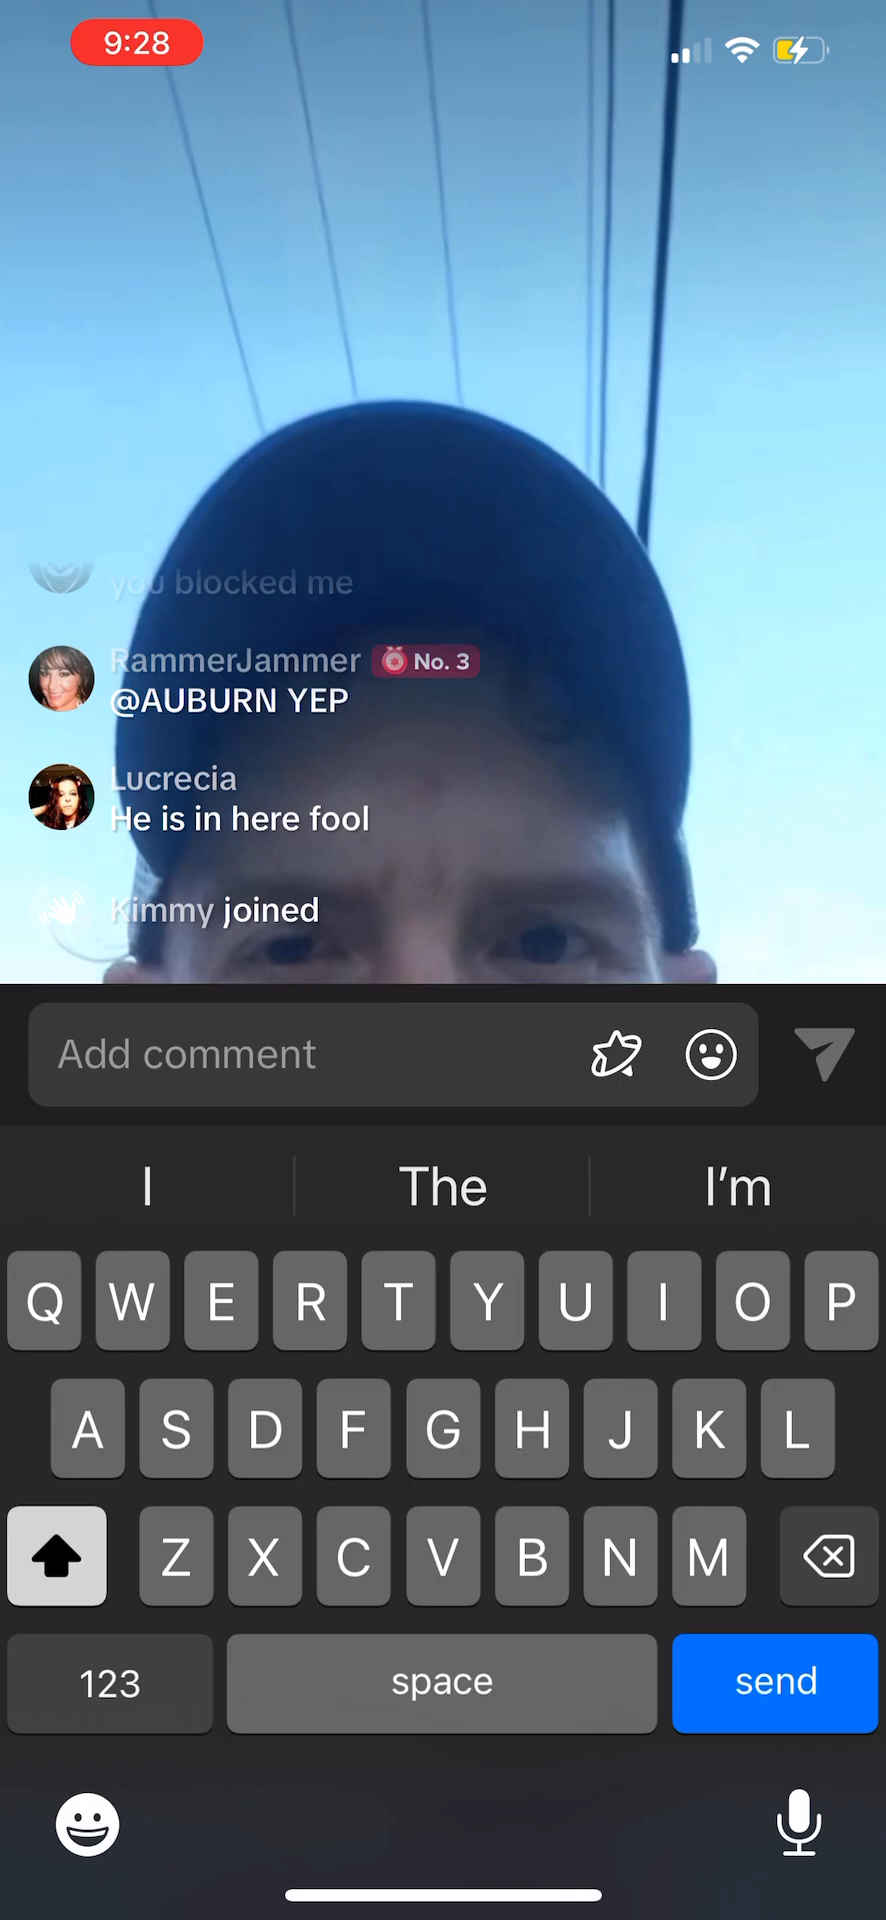 9:28
you blocked me
RammerJammer No. 3
@AUBURN YEP
Lucrecia
He is in here fool
Kimmy joined
Add comment
I The I'm
Q W E R T Y U I O P
A S D F G H J K L
Z X C V B N M
123 space send